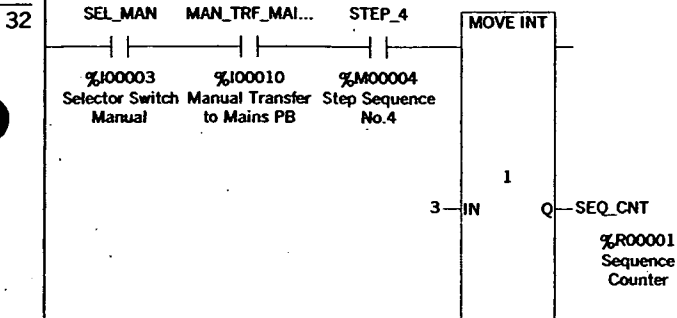 32
SEL_MAN MAN_TRF_MAI... STEP_4 MOVE INT
%I00003 %I00010 %M00004
Selector Switch Manual Transfer Step Sequence
Manual to Mains PB No.4
1
3 IN Q SEQ_CNT
%R00001
Sequence
Counter